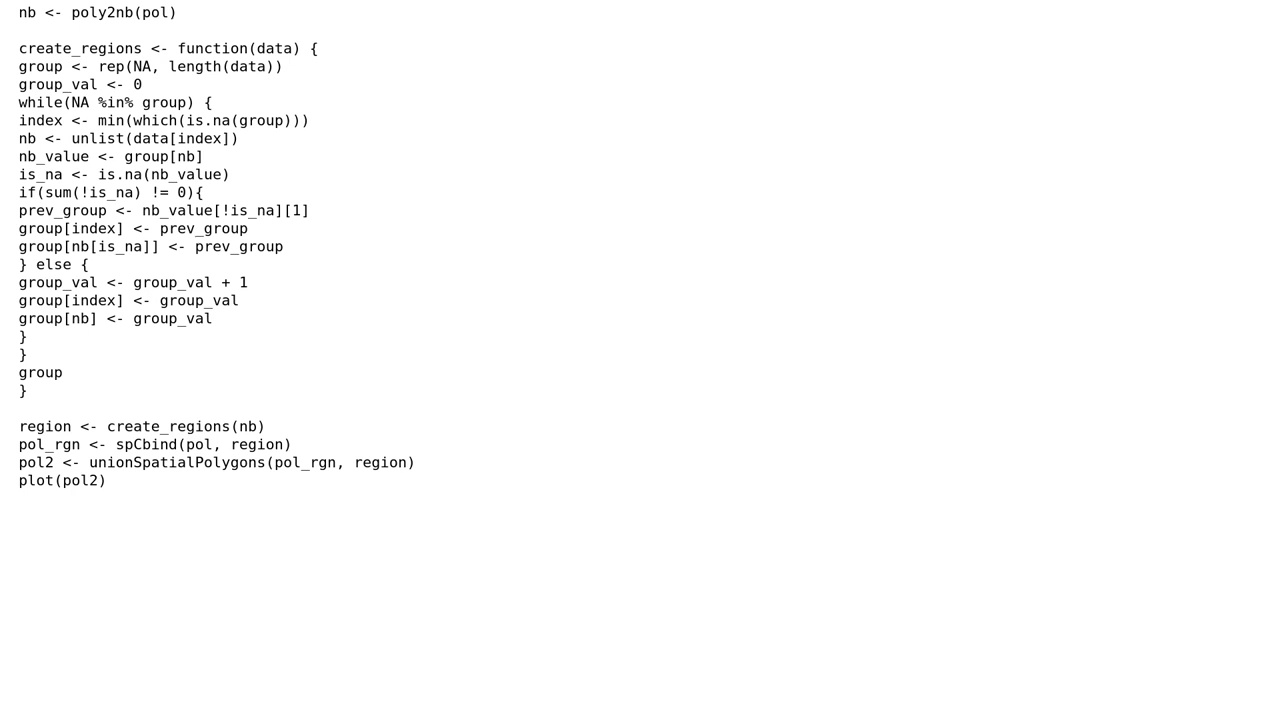 nb <- poly2nb(pol)

create_regions <- function(data) {
group <- rep(NA, length(data))
group_val <- 0
while(NA %in% group) {
index <- min(which(is.na(group)))
nb <- unlist(data[index])
nb_value <- group[nb]
is_na <- is.na(nb_value)
if(sum(!is_na) != 0){
prev_group <- nb_value[!is_na][1]
group[index] <- prev_group
group[nb[is_na]] <- prev_group
} else {
group_val <- group_val + 1
group[index] <- group_val
group[nb] <- group_val
}
}
group
}

region <- create_regions(nb)
pol_rgn <- spCbind(pol, region)
pol2 <- unionSpatialPolygons(pol_rgn, region)
plot(pol2)